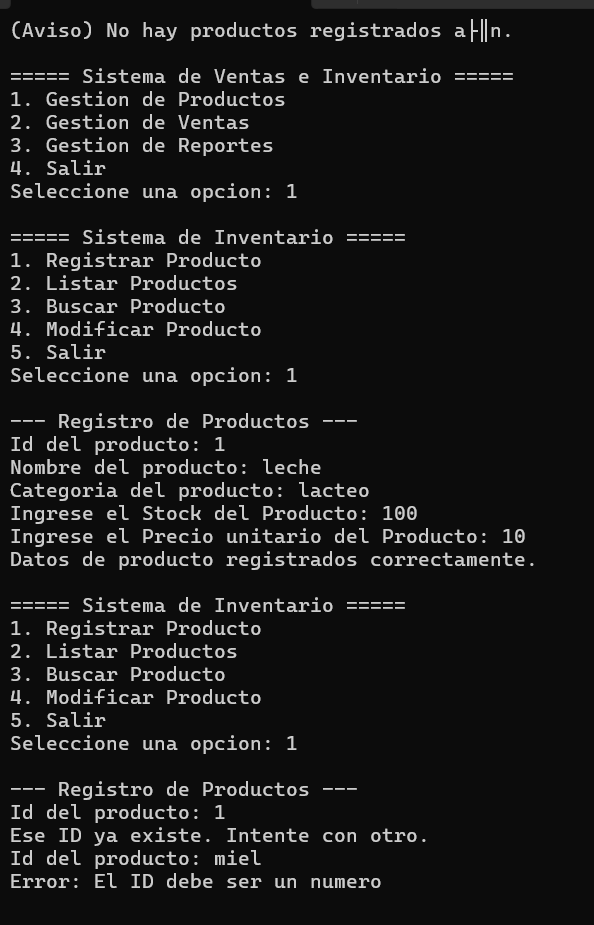 (Aviso) No hay productos registrados a├║n.
===== Sistema de Ventas e Inventario =====
1. Gestion de Productos
2. Gestion de Ventas
3. Gestion de Reportes
4. Salir
Seleccione una opcion: 1
===== Sistema de Inventario =====
1. Registrar Producto
2. Listar Productos
3. Buscar Producto
4. Modificar Producto
5. Salir
Seleccione una opcion: 1
--- Registro de Productos ---
Id del producto: 1
Nombre del producto: leche
Categoria del producto: lacteo
Ingrese el Stock del Producto: 100
Ingrese el Precio unitario del Producto: 10
Datos de producto registrados correctamente.
===== Sistema de Inventario =====
1. Registrar Producto
2. Listar Productos
3. Buscar Producto
4. Modificar Producto
5. Salir
Seleccione una opcion: 1
--- Registro de Productos ---
Id del producto: 1
Ese ID ya existe. Intente con otro.
Id del producto: miel
Error: El ID debe ser un numero